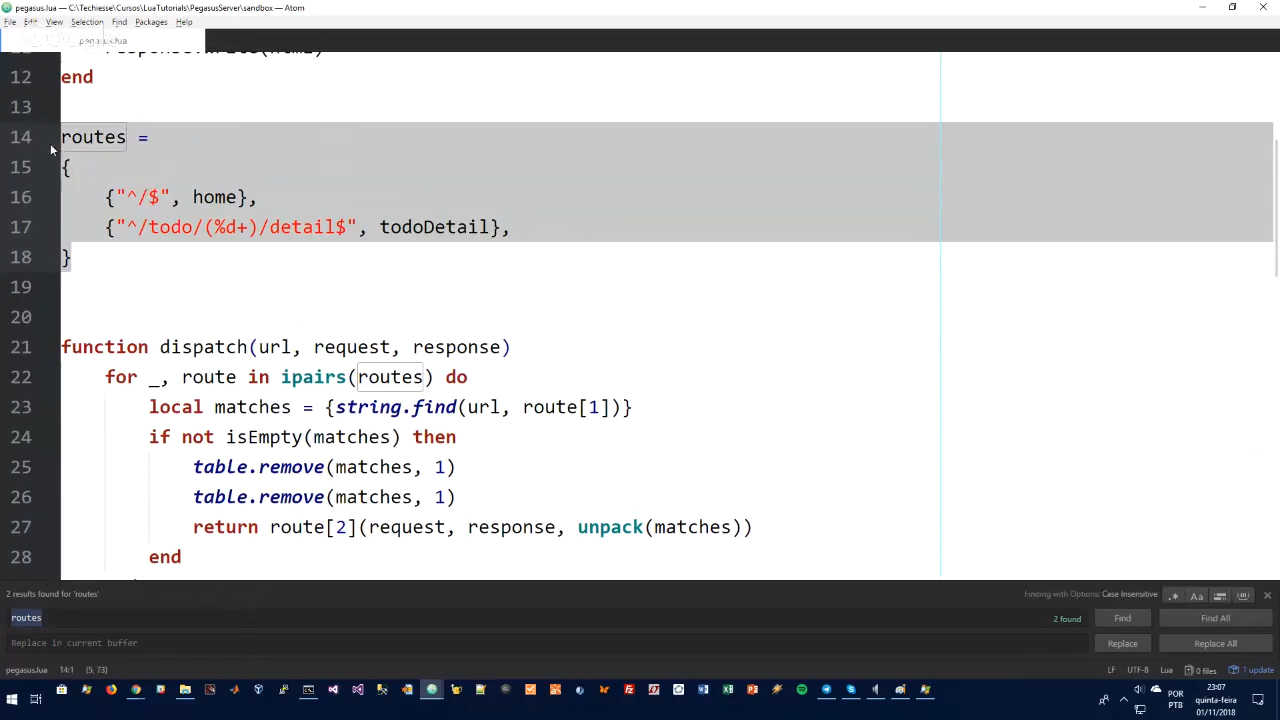 pegasus.lua — C:\Techiesse\Cursos\LuaTutorials\PegasusServer\sandbox — Atom
File Edit View Selection Find Packages Help
12 end
13
14 routes =
15 {
16 {"^/$", home},
17 {"^/todo/(%d+)/detail$", todoDetail},
18 }
19
20
21 function dispatch(url, request, response)
22 for _, route in ipairs(routes) do
23 local matches = {string.find(url, route[1])}
24 if not isEmpty(matches) then
25 table.remove(matches, 1)
26 table.remove(matches, 1)
27 return route[2](request, response, unpack(matches))
28 end
2 results found for 'routes' Finding with Options: Case Insensitive .* Aa
routes 2 found Find Find All
Replace in current buffer Replace Replace All
pegasus.lua 14:1 (5, 73) LF UTF-8 Lua 0 files 1 update
POR PTB
23:07
quinta-feira
01/11/2018